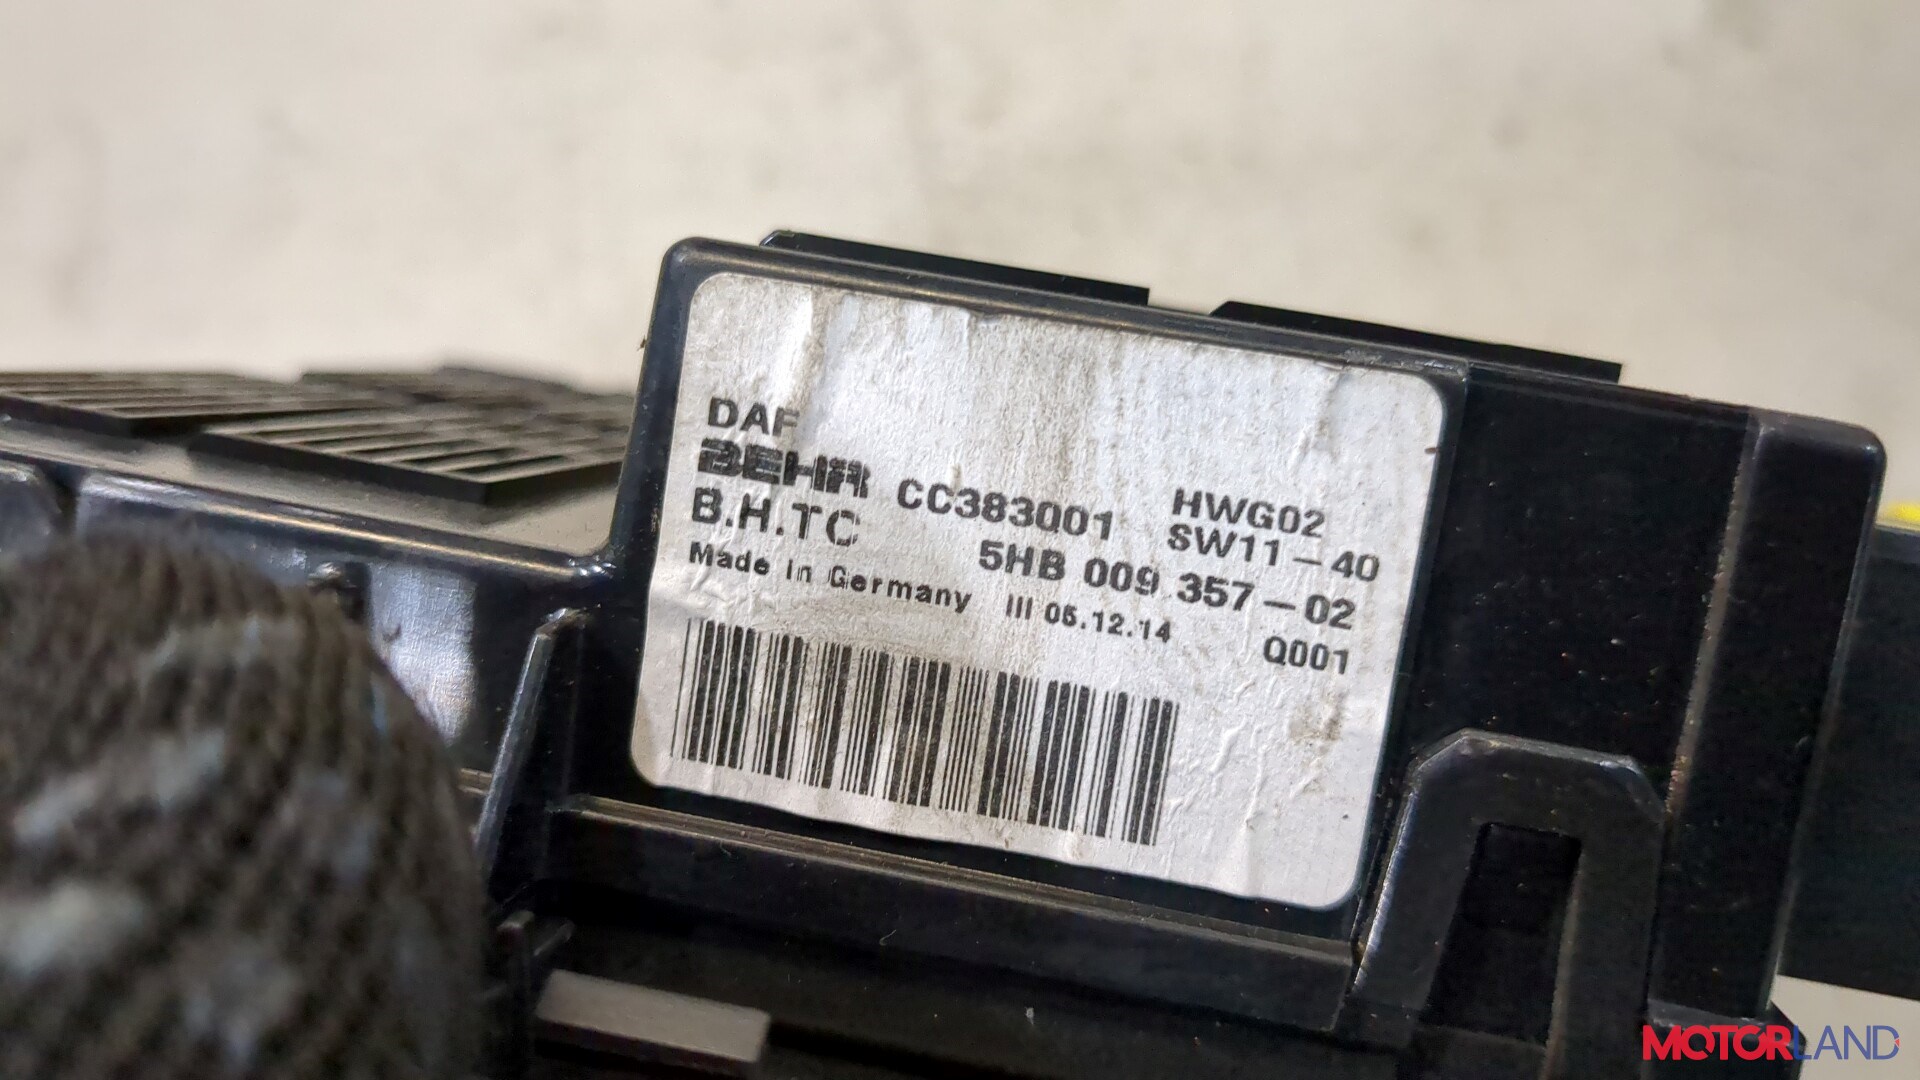 DAF
BEHR CC383001 HWG02
B.H.TC SW11-40
5HB 009 357-02
Made in Germany III 05.12.14 Q001
MOTORLAND